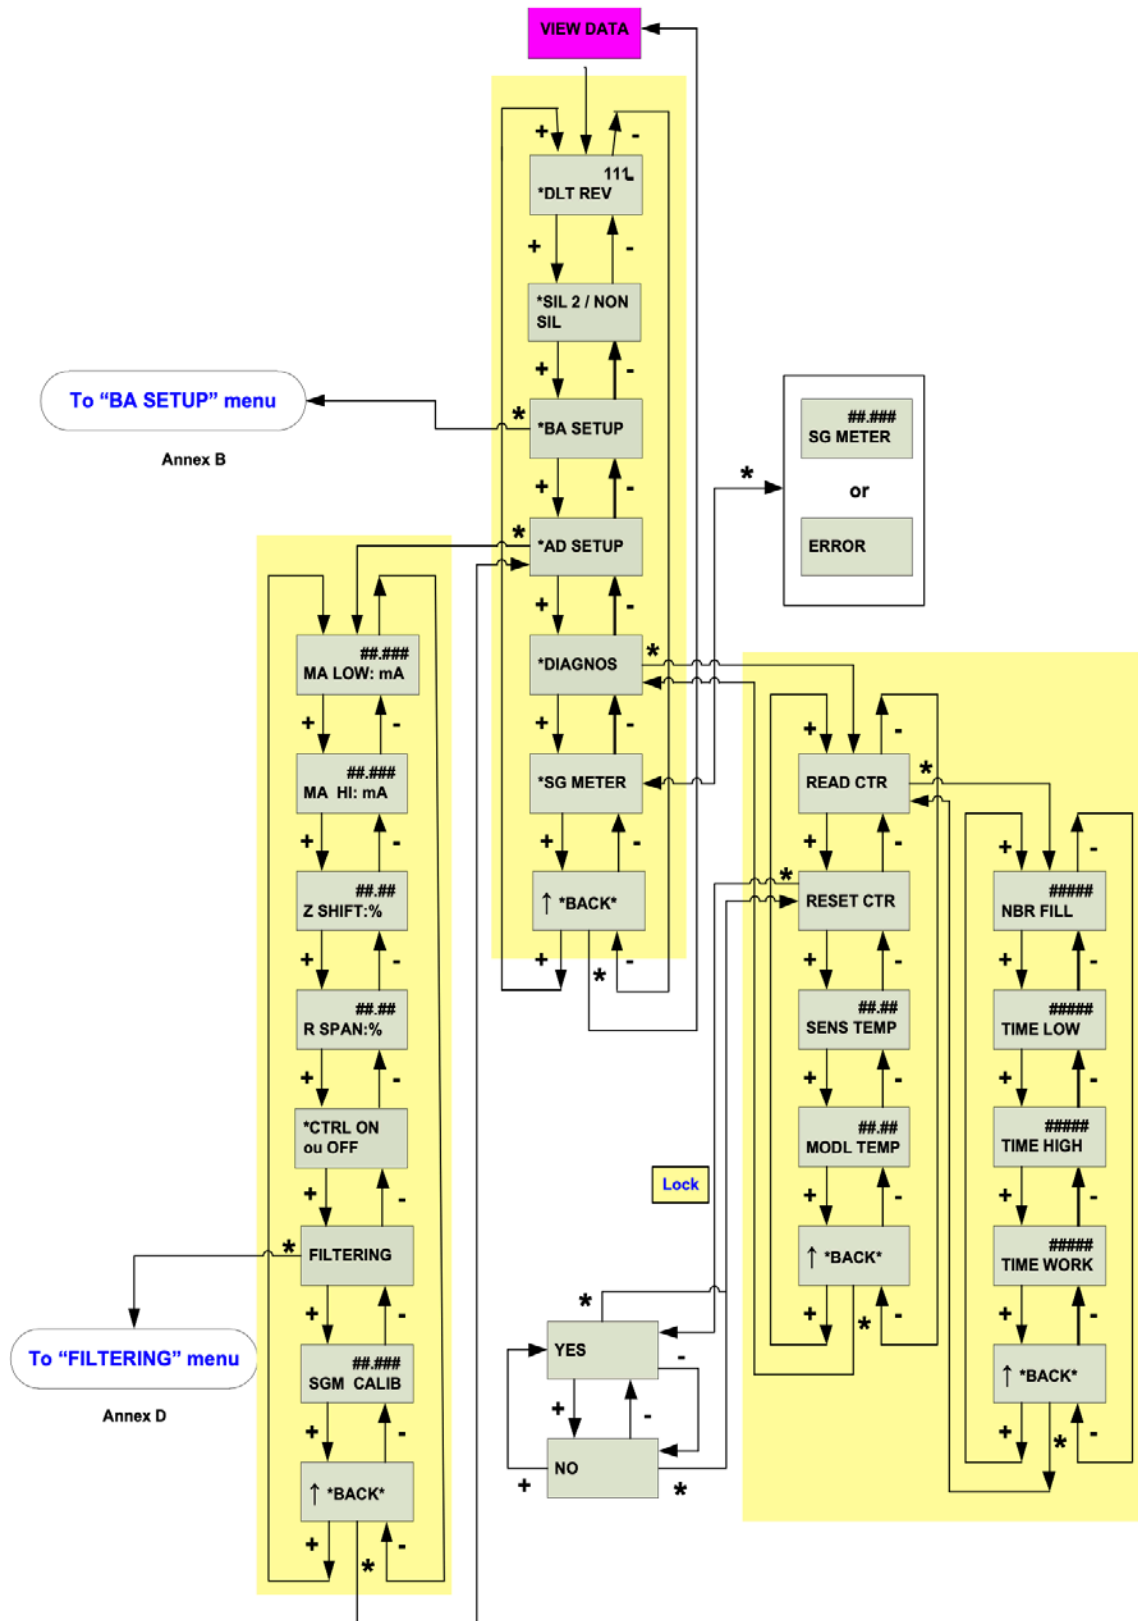 VIEW DATA
+
-
111
*DLT REV
+
-
*SIL 2 / NON
SIL
+
-
To “BA SETUP” menu
Annex B
*
*BA SETUP
+
-
*
*AD SETUP
+
-
*DIAGNOS
*
+
-
*SG METER
+
-
↑ *BACK*
+
*
-
*
##.###
SG METER
or
ERROR
##.###
MA LOW: mA
+
-
##.###
MA HI: mA
+
-
##.##
Z SHIFT:%
+
-
##.##
R SPAN:%
+
-
*CTRL ON
ou OFF
+
-
*
FILTERING
To “FILTERING” menu
Annex D
+
-
##.###
SGM CALIB
+
-
↑ *BACK*
+
*
-
+
-
READ CTR
*
+
-
*
RESET CTR
+
-
##.##
SENS TEMP
+
-
##.##
MODL TEMP
+
-
↑ *BACK*
+
*
-
+
-
#####
NBR FILL
+
-
#####
TIME LOW
+
-
#####
TIME HIGH
+
-
#####
TIME WORK
+
-
↑ *BACK*
+
*
-
Lock
*
YES
-
+
-
NO
+
*